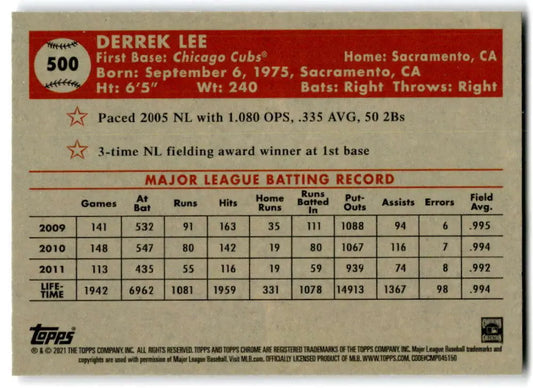 500
DERREK LEE
First Base: Chicago Cubs® Home: Sacramento, CA
Born: September 6, 1975, Sacramento, CA
Ht: 6'5" Wt: 240 Bats: Right Throws: Right
Paced 2005 NL with 1.080 OPS, .335 AVG, 50 2Bs
3-time NL fielding award winner at 1st base
MAJOR LEAGUE BATTING RECORD
Games At Bat Runs Hits Home Runs Runs Batted In Put-Outs Assists Errors Field Avg.
2009 141 532 91 163 35 111 1088 94 6 .995
2010 148 547 80 142 19 80 1067 116 7 .994
2011 113 435 55 116 19 59 939 74 8 .992
LIFE-TIME 1942 6962 1081 1959 331 1078 14913 1367 98 .994
Topps
® & © 2021 THE TOPPS COMPANY, INC. ALL RIGHTS RESERVED. TOPPS AND TOPPS CHROME ARE REGISTERED TRADEMARKS OF THE TOPPS COMPANY, INC. Major League Baseball trademarks and
copyrights are used with permission of Major League Baseball. Visit MLB.com. OFFICIALLY LICENSED PRODUCT OF MLB. WWW.TOPPS.COM. CODE#CMP045150